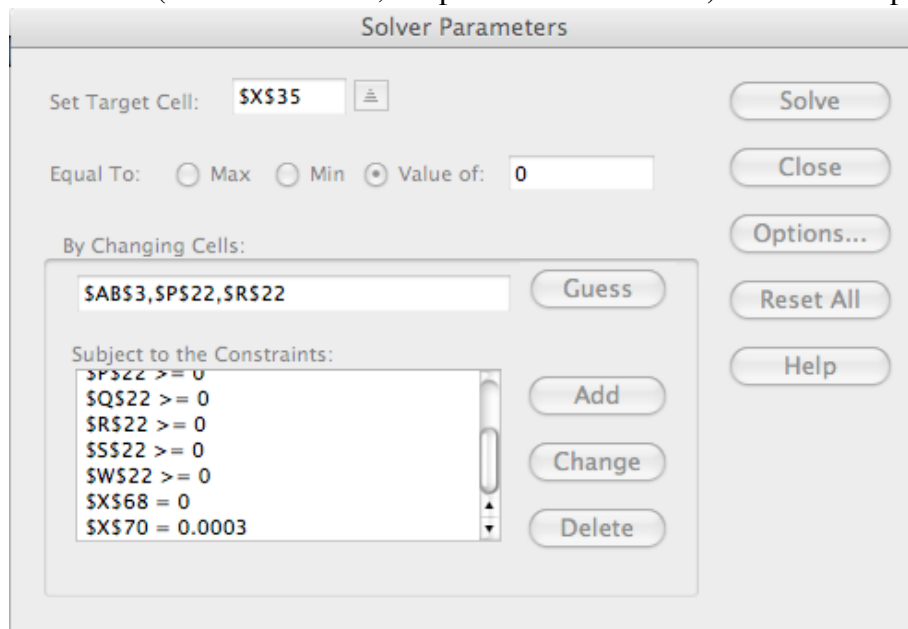 Solver Parameters
Set Target Cell: $X$35
Equal To: Max Min Value of: 0
By Changing Cells:
$AB$3,$P$22,$R$22
Subject to the Constraints:
$P$22 >= 0
$Q$22 >= 0
$R$22 >= 0
$S$22 >= 0
$W$22 >= 0
$X$68 = 0
$X$70 = 0.0003
Guess
Add
Change
Delete
Solve
Close
Options...
Reset All
Help